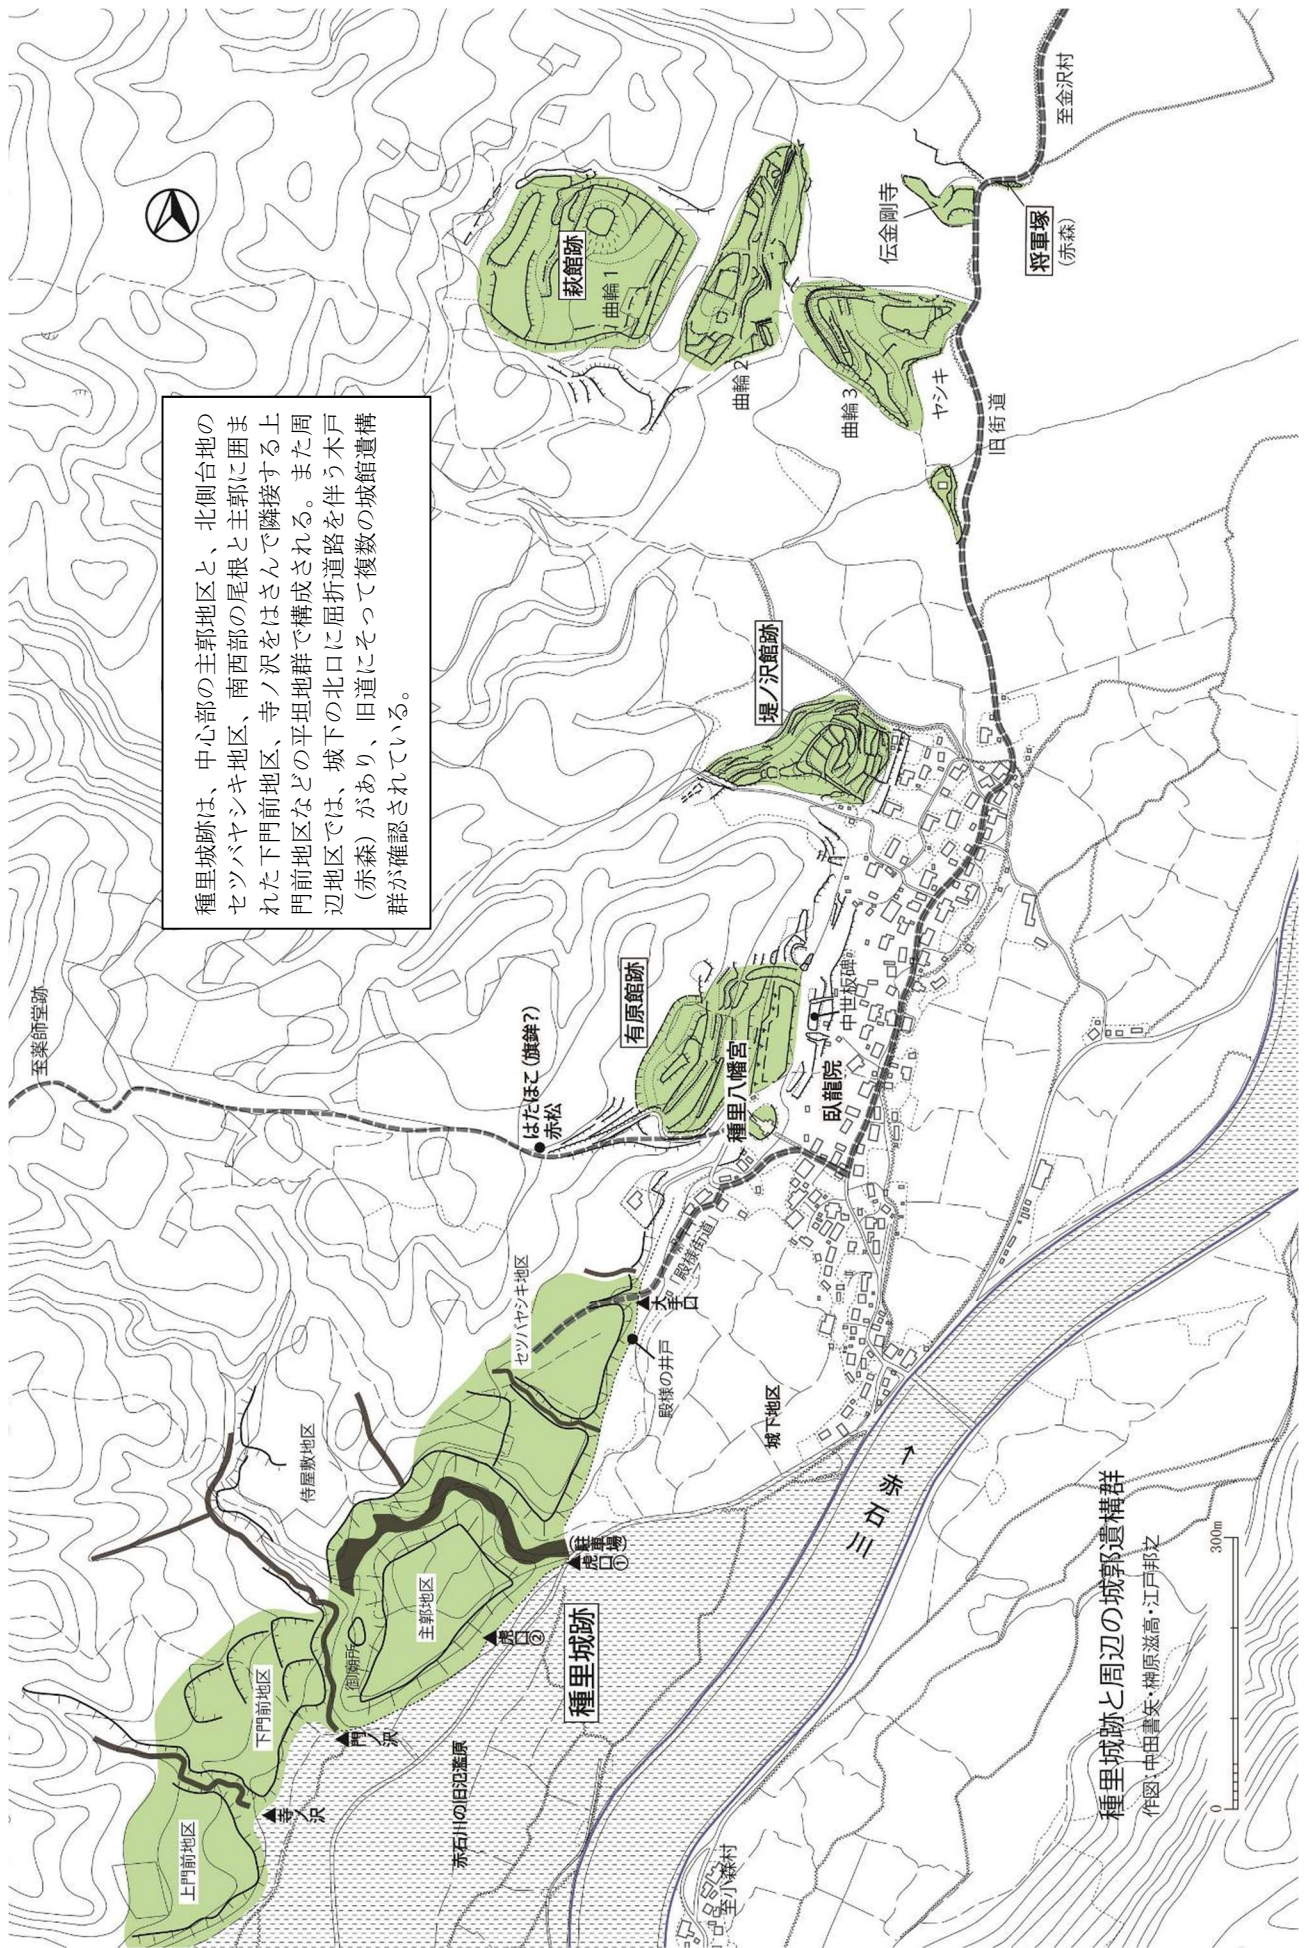 種里城跡は、中心部の主郭地区と、北側台地の
セツバヤシキ地区、南西部の尾根と主郭に囲ま
れた下門前地区、寺ノ沢をはさんで隣接する上
門前地区などの平坦地群で構成される。また周
辺地区では、城下の北口に屈折道路を伴う木戸
（赤森）があり、旧道にそって複数の城館遺構
群が確認されている。
至薬師堂跡
はたほこ（旗鉾？）
赤松
有原館跡
種里八幡宮
臥龍院
中世板碑
堤ノ沢館跡
萩館跡
曲輪１
曲輪２
曲輪３
ヤシキ
旧街道
伝金剛寺
将軍塚
（赤森）
至金沢村
上門前地区
下門前地区
寺ノ沢
門ノ沢
御廟所
主郭地区
侍屋敷地区
虎口②
虎口①
（駐車場）
種里城跡
セツバヤシキ地区
大手口
殿様街道
殿様の井戸
城下地区
赤石川の旧氾濫原
←赤石川
至小森村
種里城跡と周辺の城郭遺構群
作図・中田書矢・榊原滋高・江戸邦之
0 300m